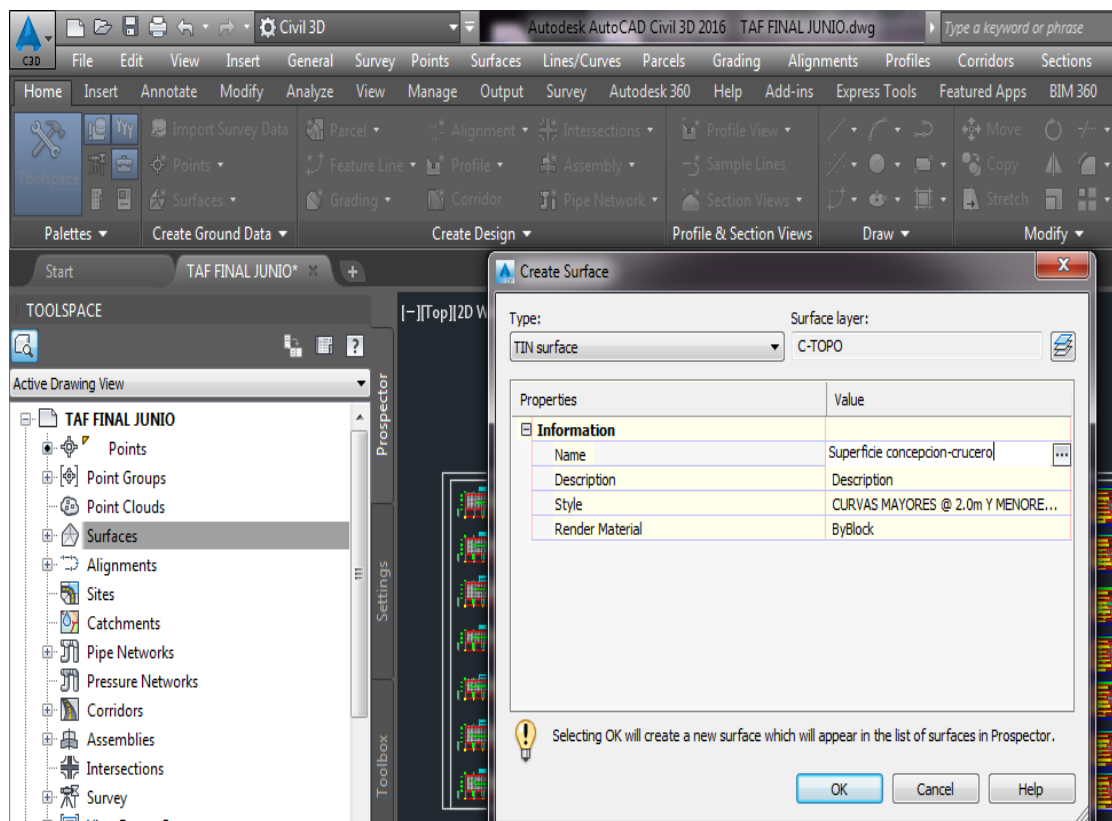 Civil 3D
Autodesk AutoCAD Civil 3D 2016 TAF FINAL JUNIO.dwg
Type a keyword or phrase
C3D
File Edit View Insert General Survey Points Surfaces Lines/Curves Parcels Grading Alignments Profiles Corridors Sections
Home Insert Annotate Modify Analyze View Manage Output Survey Autodesk 360 Help Add-ins Express Tools Featured Apps BIM 360
Import Survey Data Parcel Alignment Intersections Profile View Move
Toolspace Points Feature Line Profile Assembly Sample Lines Copy
Surfaces Grading Corridor Pipe Network Section Views Stretch
Palettes Create Ground Data Create Design Profile & Section Views Draw Modify
Start TAF FINAL JUNIO*
TOOLSPACE
Active Drawing View
TAF FINAL JUNIO
Points
Point Groups
Point Clouds
Surfaces
Alignments
Sites
Catchments
Pipe Networks
Pressure Networks
Corridors
Assemblies
Intersections
Survey
Prospector
Settings
Toolbox
[−][Top][2D W
Create Surface
Type: Surface layer:
TIN surface C-TOPO
Properties Value
Information
Name Superficie concepcion-crucero
Description Description
Style CURVAS MAYORES @ 2.0m Y MENORE...
Render Material ByBlock
Selecting OK will create a new surface which will appear in the list of surfaces in Prospector.
OK Cancel Help